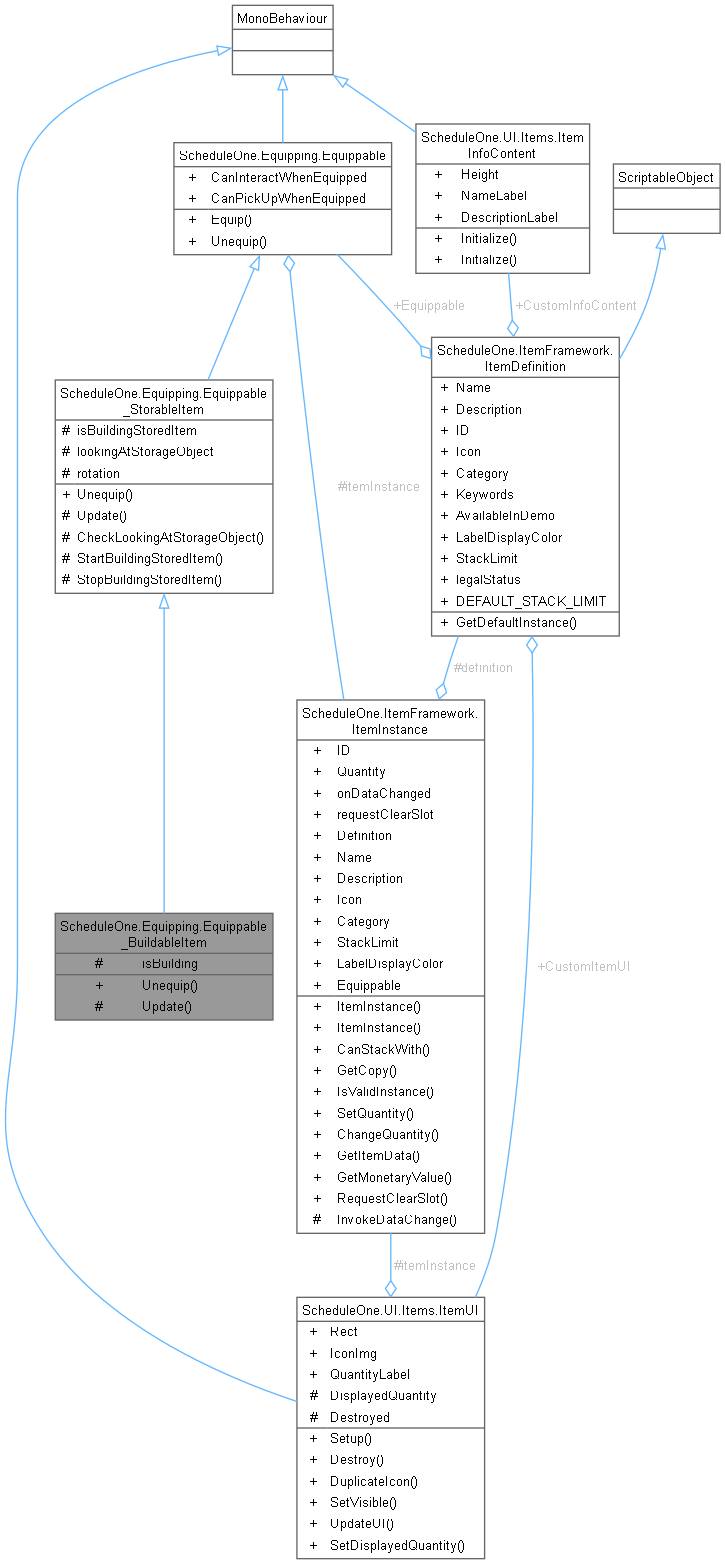 MonoBehaviour
ScheduleOne.Equipping.Equippable
+ CanInteractWhenEquipped
+ CanPickUpWhenEquipped
+ Equip()
+ Unequip()
ScheduleOne.UI.Items.Item
InfoContent
+ Height
+ NameLabel
+ DescriptionLabel
+ Initialize()
+ Initialize()
ScriptableObject
+Equippable
+CustomInfoContent
ScheduleOne.ItemFramework.
ItemDefinition
+ Name
+ Description
+ ID
+ Icon
+ Category
+ Keywords
+ AvailableInDemo
+ LabelDisplayColor
+ StackLimit
+ legalStatus
+ DEFAULT_STACK_LIMIT
+ GetDefaultInstance()
ScheduleOne.Equipping.Equippable
_StorableItem
# isBuildingStoredItem
# lookingAtStorageObject
# rotation
+ Unequip()
# Update()
# CheckLookingAtStorageObject()
# StartBuildingStoredItem()
# StopBuildingStoredItem()
#itemInstance
#definition
ScheduleOne.ItemFramework.
ItemInstance
+ ID
+ Quantity
+ onDataChanged
+ requestClearSlot
+ Definition
+ Name
+ Description
+ Icon
+ Category
+ StackLimit
+ LabelDisplayColor
+ Equippable
+ ItemInstance()
+ ItemInstance()
+ CanStackWith()
+ GetCopy()
+ IsValidInstance()
+ SetQuantity()
+ ChangeQuantity()
+ GetItemData()
+ GetMonetaryValue()
+ RequestClearSlot()
# InvokeDataChange()
ScheduleOne.Equipping.Equippable
_BuildableItem
# isBuilding
+ Unequip()
# Update()
+CustomItemUI
#itemInstance
ScheduleOne.UI.Items.ItemUI
+ Rect
+ IconImg
+ QuantityLabel
# DisplayedQuantity
# Destroyed
+ Setup()
+ Destroy()
+ DuplicateIcon()
+ SetVisible()
+ UpdateUI()
+ SetDisplayedQuantity()